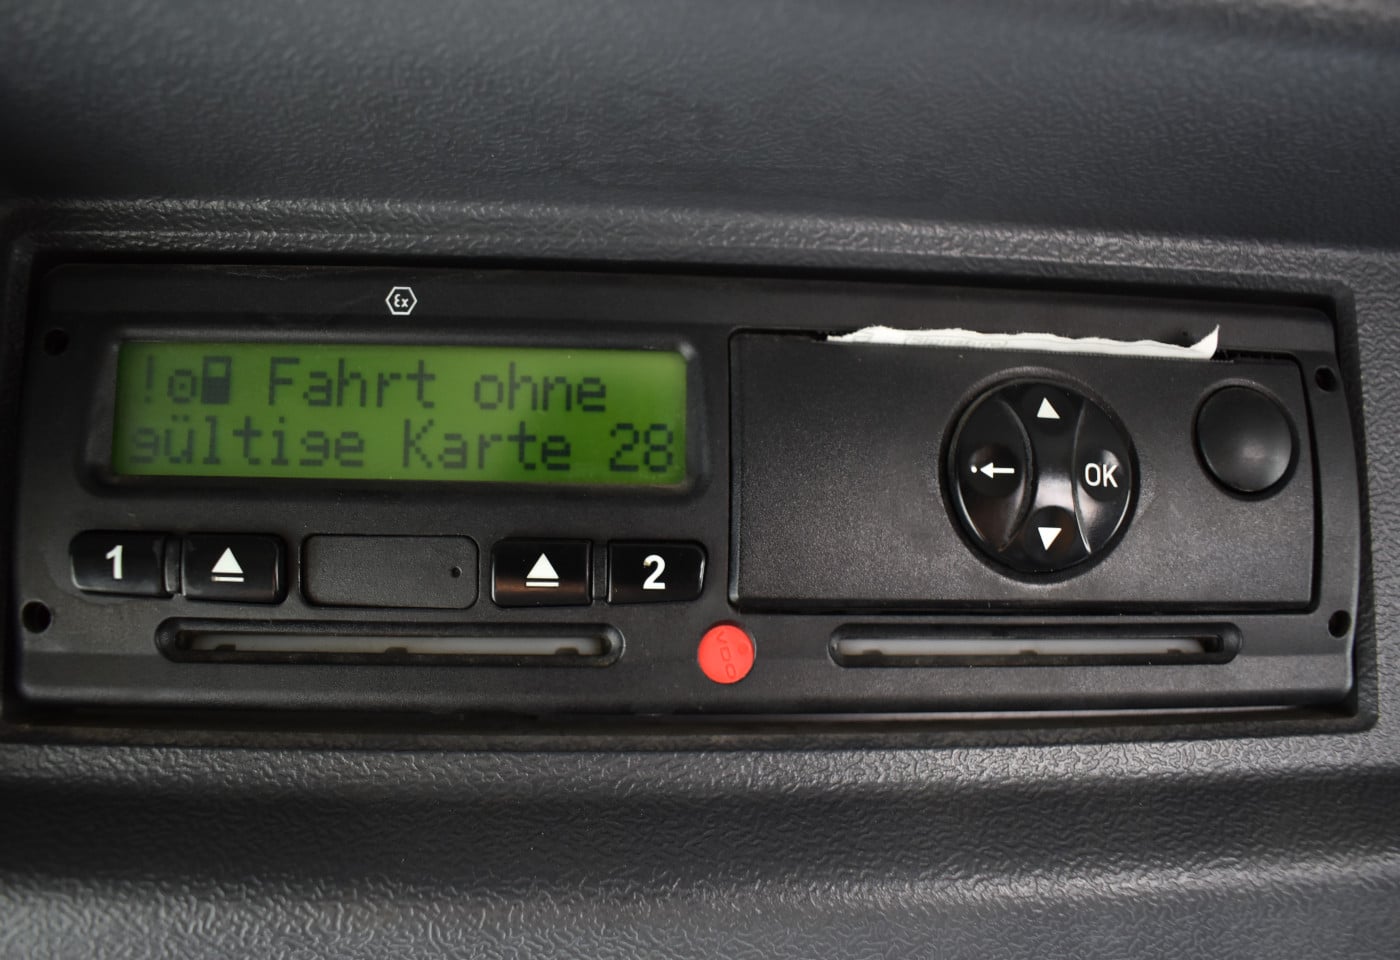 Ex
! Fahrt ohne
gültige Karte 28
OK
1
2
VDO